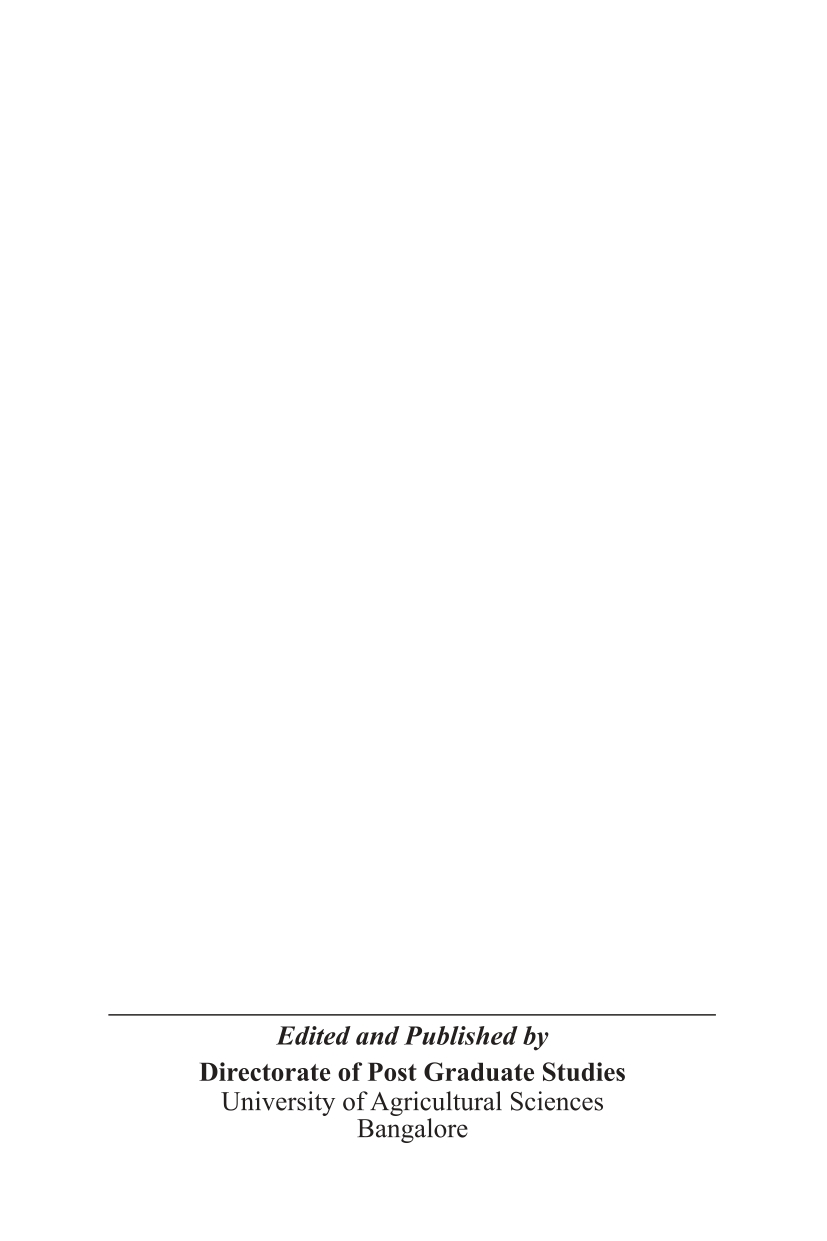 Edited and Published by
Directorate of Post Graduate Studies
University of Agricultural Sciences
Bangalore